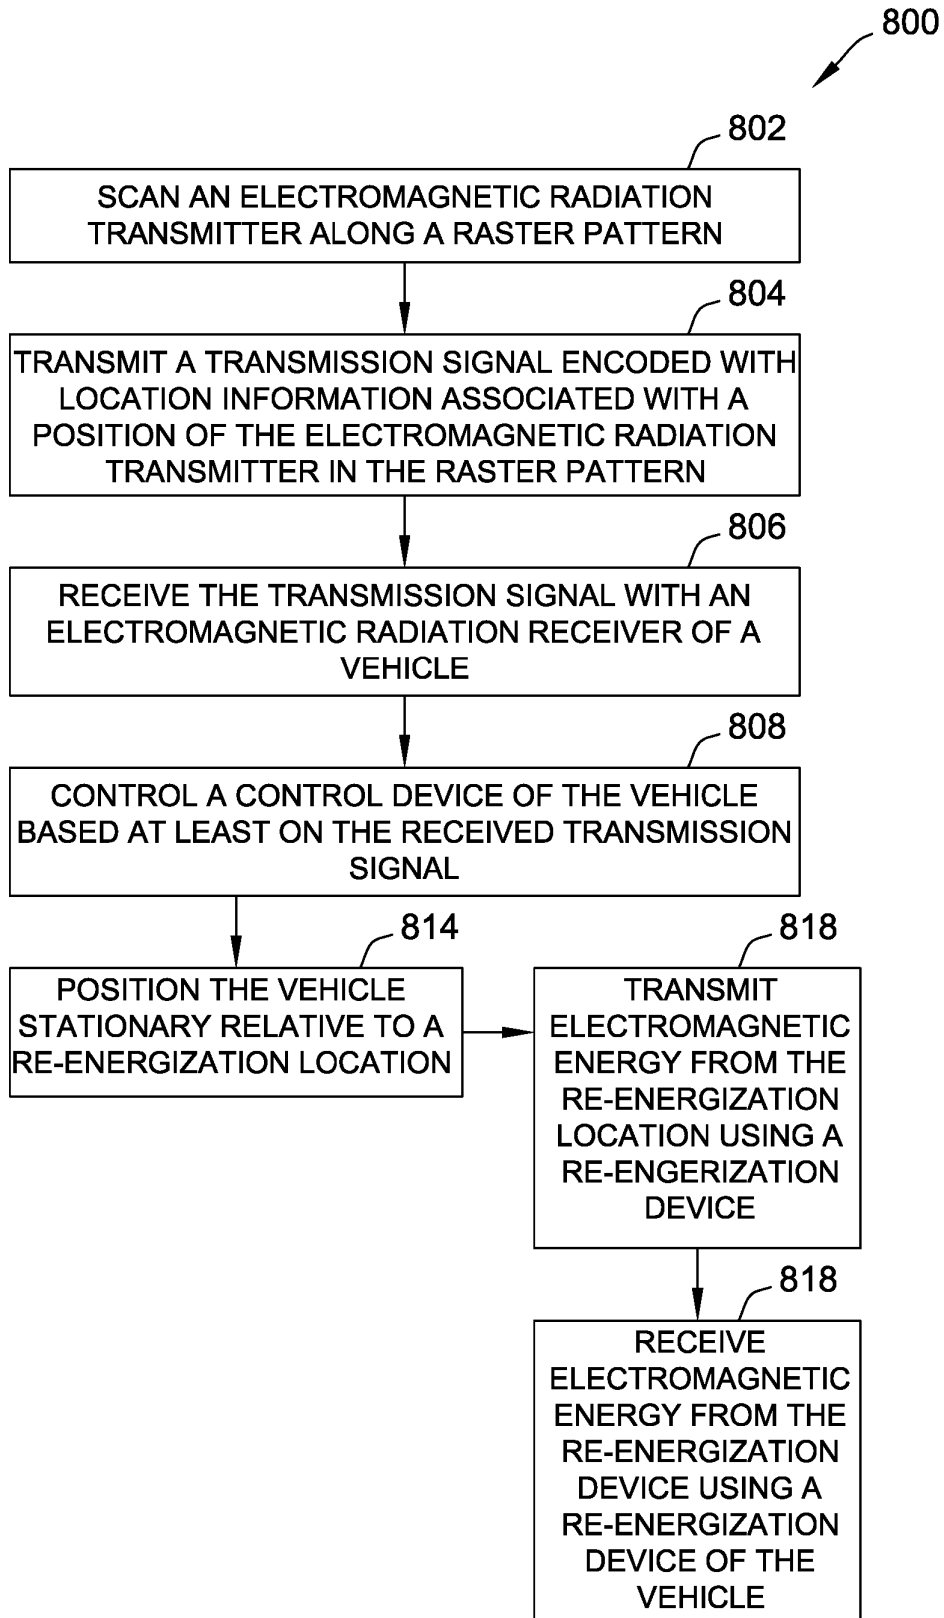 800
802
SCAN AN ELECTROMAGNETIC RADIATION
TRANSMITTER ALONG A RASTER PATTERN
804
TRANSMIT A TRANSMISSION SIGNAL ENCODED WITH
LOCATION INFORMATION ASSOCIATED WITH A
POSITION OF THE ELECTROMAGNETIC RADIATION
TRANSMITTER IN THE RASTER PATTERN
806
RECEIVE THE TRANSMISSION SIGNAL WITH AN
ELECTROMAGNETIC RADIATION RECEIVER OF A
VEHICLE
808
CONTROL A CONTROL DEVICE OF THE VEHICLE
BASED AT LEAST ON THE RECEIVED TRANSMISSION
SIGNAL
814
POSITION THE VEHICLE
STATIONARY RELATIVE TO A
RE-ENERGIZATION LOCATION
818
TRANSMIT
ELECTROMAGNETIC
ENERGY FROM THE
RE-ENERGIZATION
LOCATION USING A
RE-ENGERIZATION
DEVICE
818
RECEIVE
ELECTROMAGNETIC
ENERGY FROM THE
RE-ENERGIZATION
DEVICE USING A
RE-ENERGIZATION
DEVICE OF THE
VEHICLE